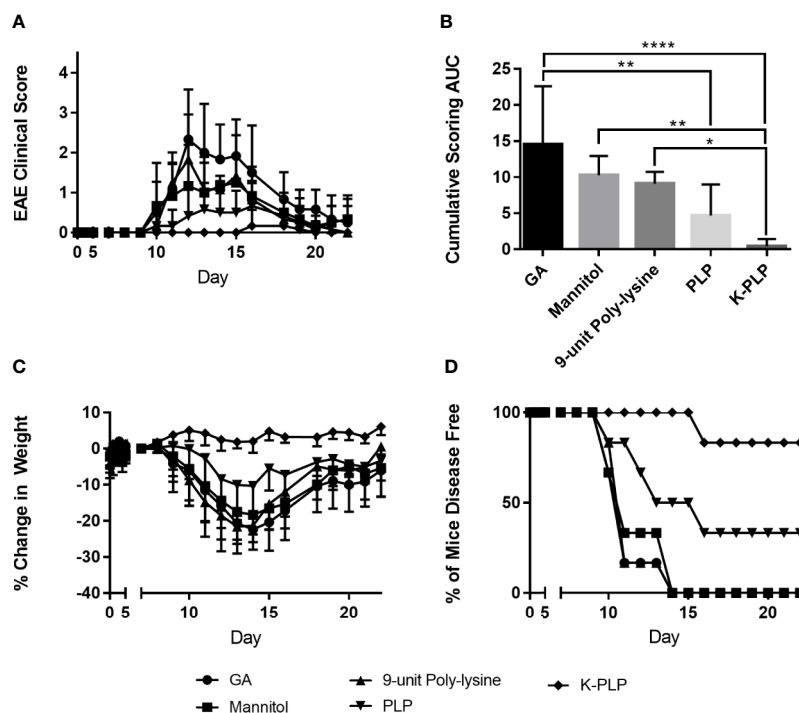 A
B
EAE Clinical Score
4
3
2
1
0
0 5 10 15 20
Day
Cumulative Scoring AUC
25
20
15
10
5
0
****
**
**
*
GA
Mannitol
9-unit Poly-lysine
PLP
K-PLP
C
D
% Change in Weight
10
0
-10
-20
-30
-40
0 5 10 15 20
Day
% of Mice Disease Free
100
50
0
0 5 10 15 20
Day
GA 9-unit Poly-lysine K-PLP
Mannitol PLP